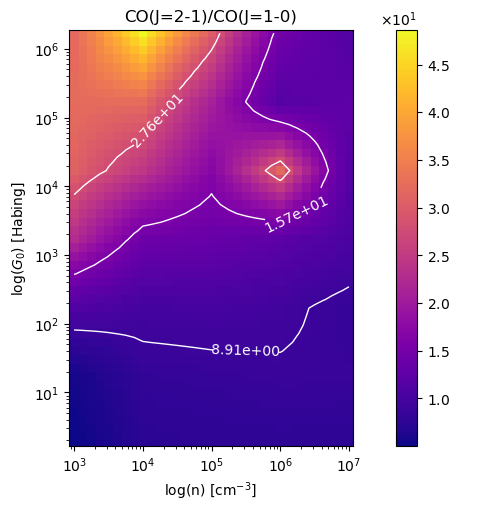 CO(J=2-1)/CO(J=1-0)
×10¹
10⁶
10⁵
10⁴
10³
10²
10¹
log(G₀) [Habing]
2.76e+01
1.57e+01
8.91e+00
10³ 10⁴ 10⁵ 10⁶ 10⁷
log(n) [cm⁻³]
4.5
4.0
3.5
3.0
2.5
2.0
1.5
1.0